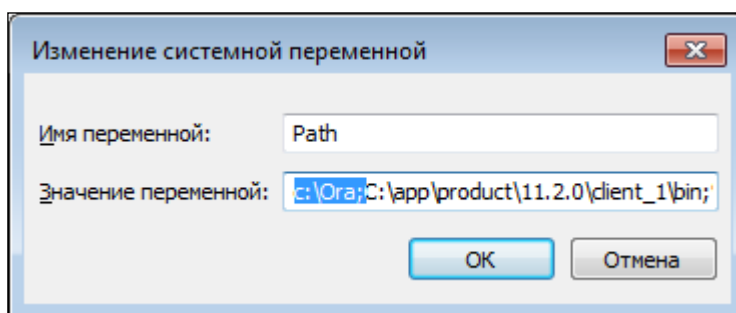 Изменение системной переменной
Имя переменной: Path
Значение переменной: c:\Ora;C:\app\product\11.2.0\client_1\bin;
OK Отмена